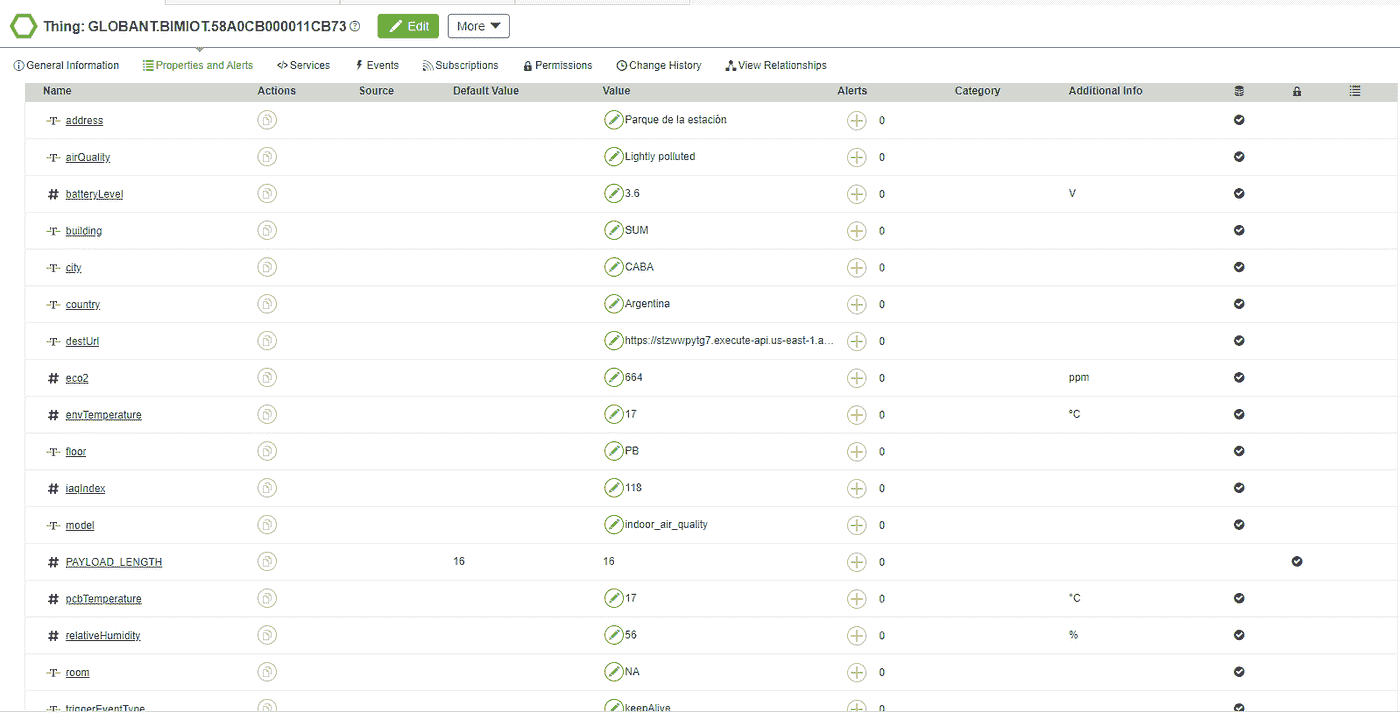 Thing: GLOBANT.BIMIOT.58A0CB000011CB73 Edit More
General Information Properties and Alerts Services Events Subscriptions Permissions Change History View Relationships
Name Actions Source Default Value Value Alerts Category Additional Info
address Parque de la estación 0
airQuality Lightly polluted 0
batteryLevel 3.6 0 V
building SUM 0
city CABA 0
country Argentina 0
destUrl https://stzwwpytg7.execute-api.us-east-1.a... 0
eco2 664 0 ppm
envTemperature 17 0 °C
floor PB 0
iaqIndex 118 0
model indoor_air_quality 0
PAYLOAD_LENGTH 16 16 0
pcbTemperature 17 0 °C
relativeHumidity 56 0 %
room NA 0
triggerEventType keepAlive 0